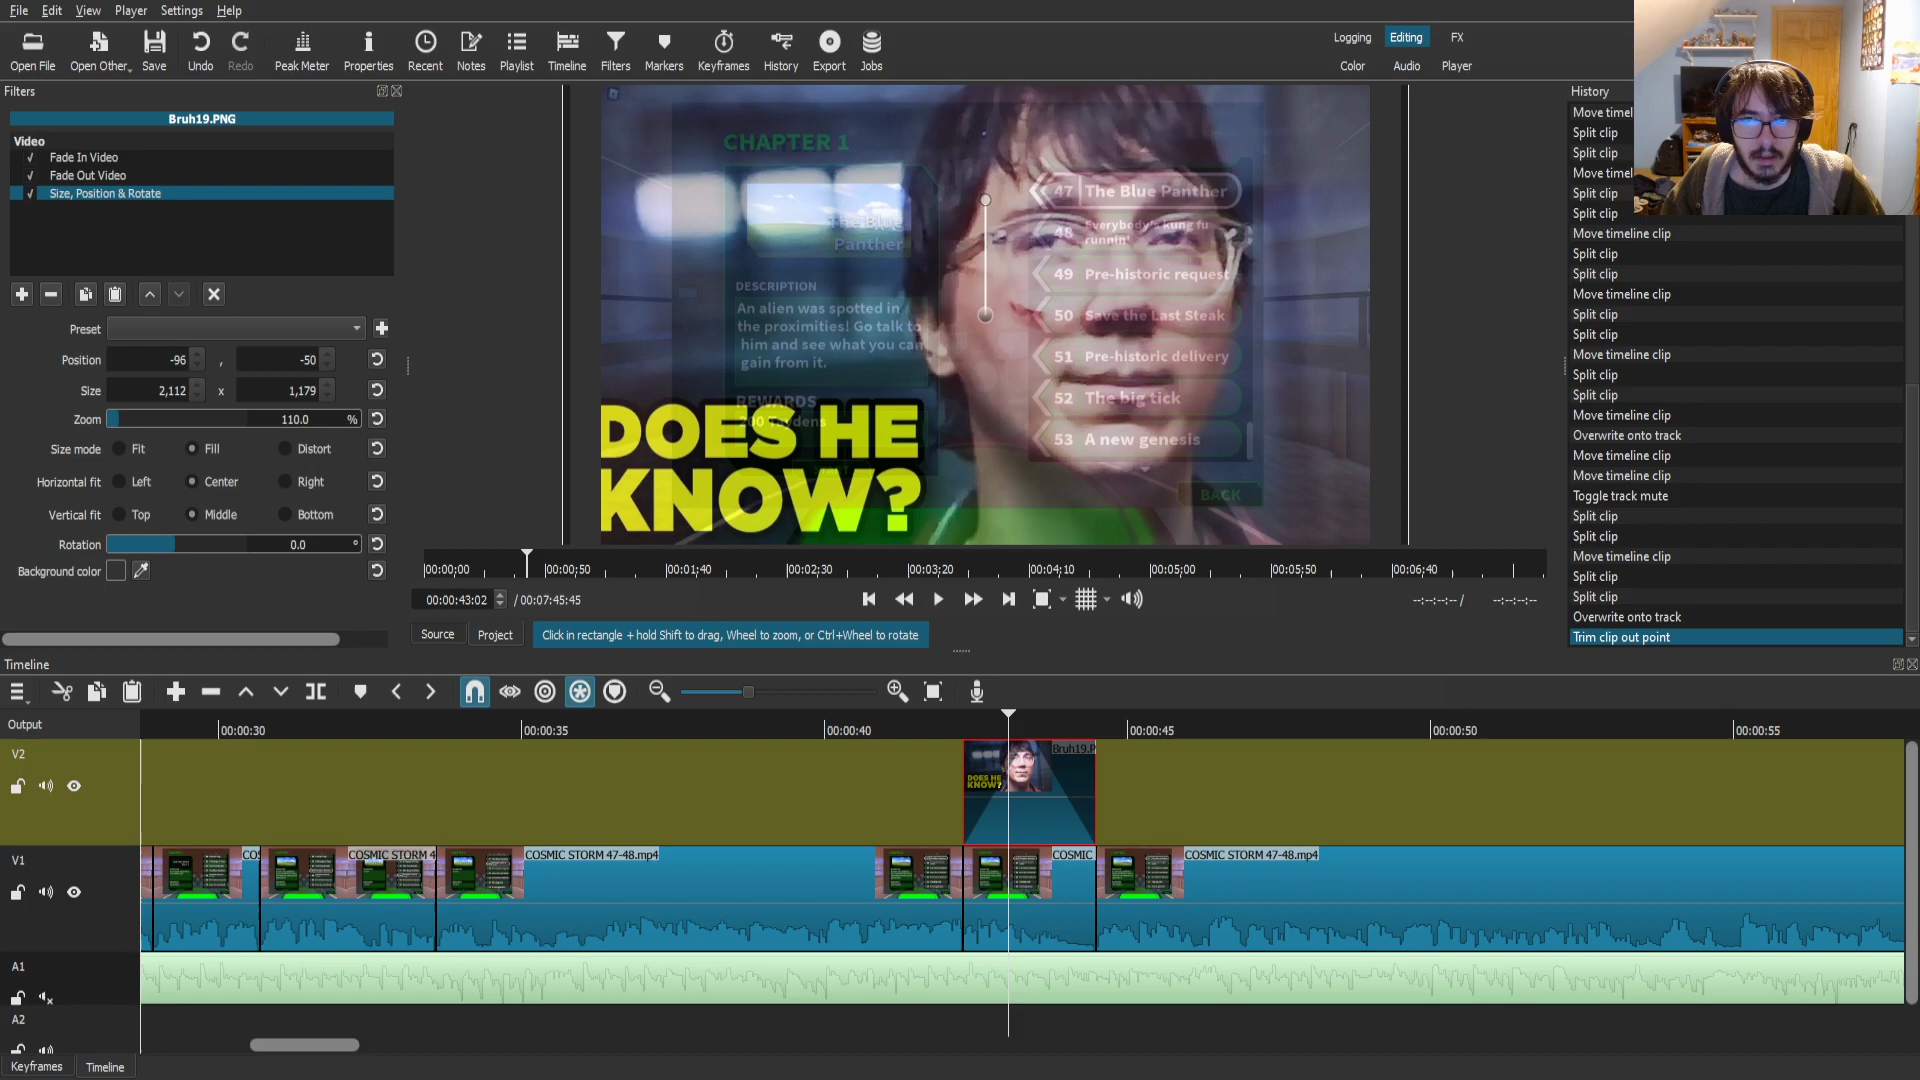 File Edit View Player Settings Help
Open File Open Other... Save Undo Redo Peak Meter Properties Recent Notes Playlist Timeline Filters Markers Keyframes History Export Jobs
Logging Editing FX
Color Audio Player
Filters
Bruh19.PNG
Video
Fade In Video
Fade Out Video
Size, Position & Rotate
Preset
Position -96 , -50
Size 2,112 x 1,179
Zoom 110.0 %
Size mode Fit Fill Distort
Horizontal fit Left Center Right
Vertical fit Top Middle Bottom
Rotation 0.0 °
Background color
CHAPTER 1
The Blue
Panther
DESCRIPTION
An alien was spotted in
the proximities! Go talk to
him and see what you can
gain from it.
REWARDS
200 Taydens
47 The Blue Panther
48 Everybody's kung fu
runnin'
49 Pre-historic request
50 Save the Last Steak
51 Pre-historic delivery
52 The big tick
53 A new genesis
BACK
DOES HE
KNOW?
00:00:00 00:00:50 00:01:40 00:02:30 00:03:20 00:04:10 00:05:00 00:05:50 00:06:40
00:00:43:02 / 00:07:45:45
--:--:--:-- / --:--:--:--
Source Project Click in rectangle + hold Shift to drag, Wheel to zoom, or Ctrl+Wheel to rotate
History
Move timel
Split clip
Split clip
Move timel
Split clip
Split clip
Move timeline clip
Split clip
Split clip
Move timeline clip
Split clip
Split clip
Move timeline clip
Split clip
Split clip
Move timeline clip
Overwrite onto track
Move timeline clip
Move timeline clip
Toggle track mute
Split clip
Split clip
Move timeline clip
Split clip
Split clip
Overwrite onto track
Trim clip out point
Timeline
Output
00:00:30 00:00:35 00:00:40 00:00:45 00:00:50 00:00:55
V2
Bruh19.P
DOES HE
KNOW?
V1
COS
COSMIC STORM 4
COSMIC STORM 47-48.mp4
COSMIC
COSMIC STORM 47-48.mp4
A1
A2
Keyframes Timeline